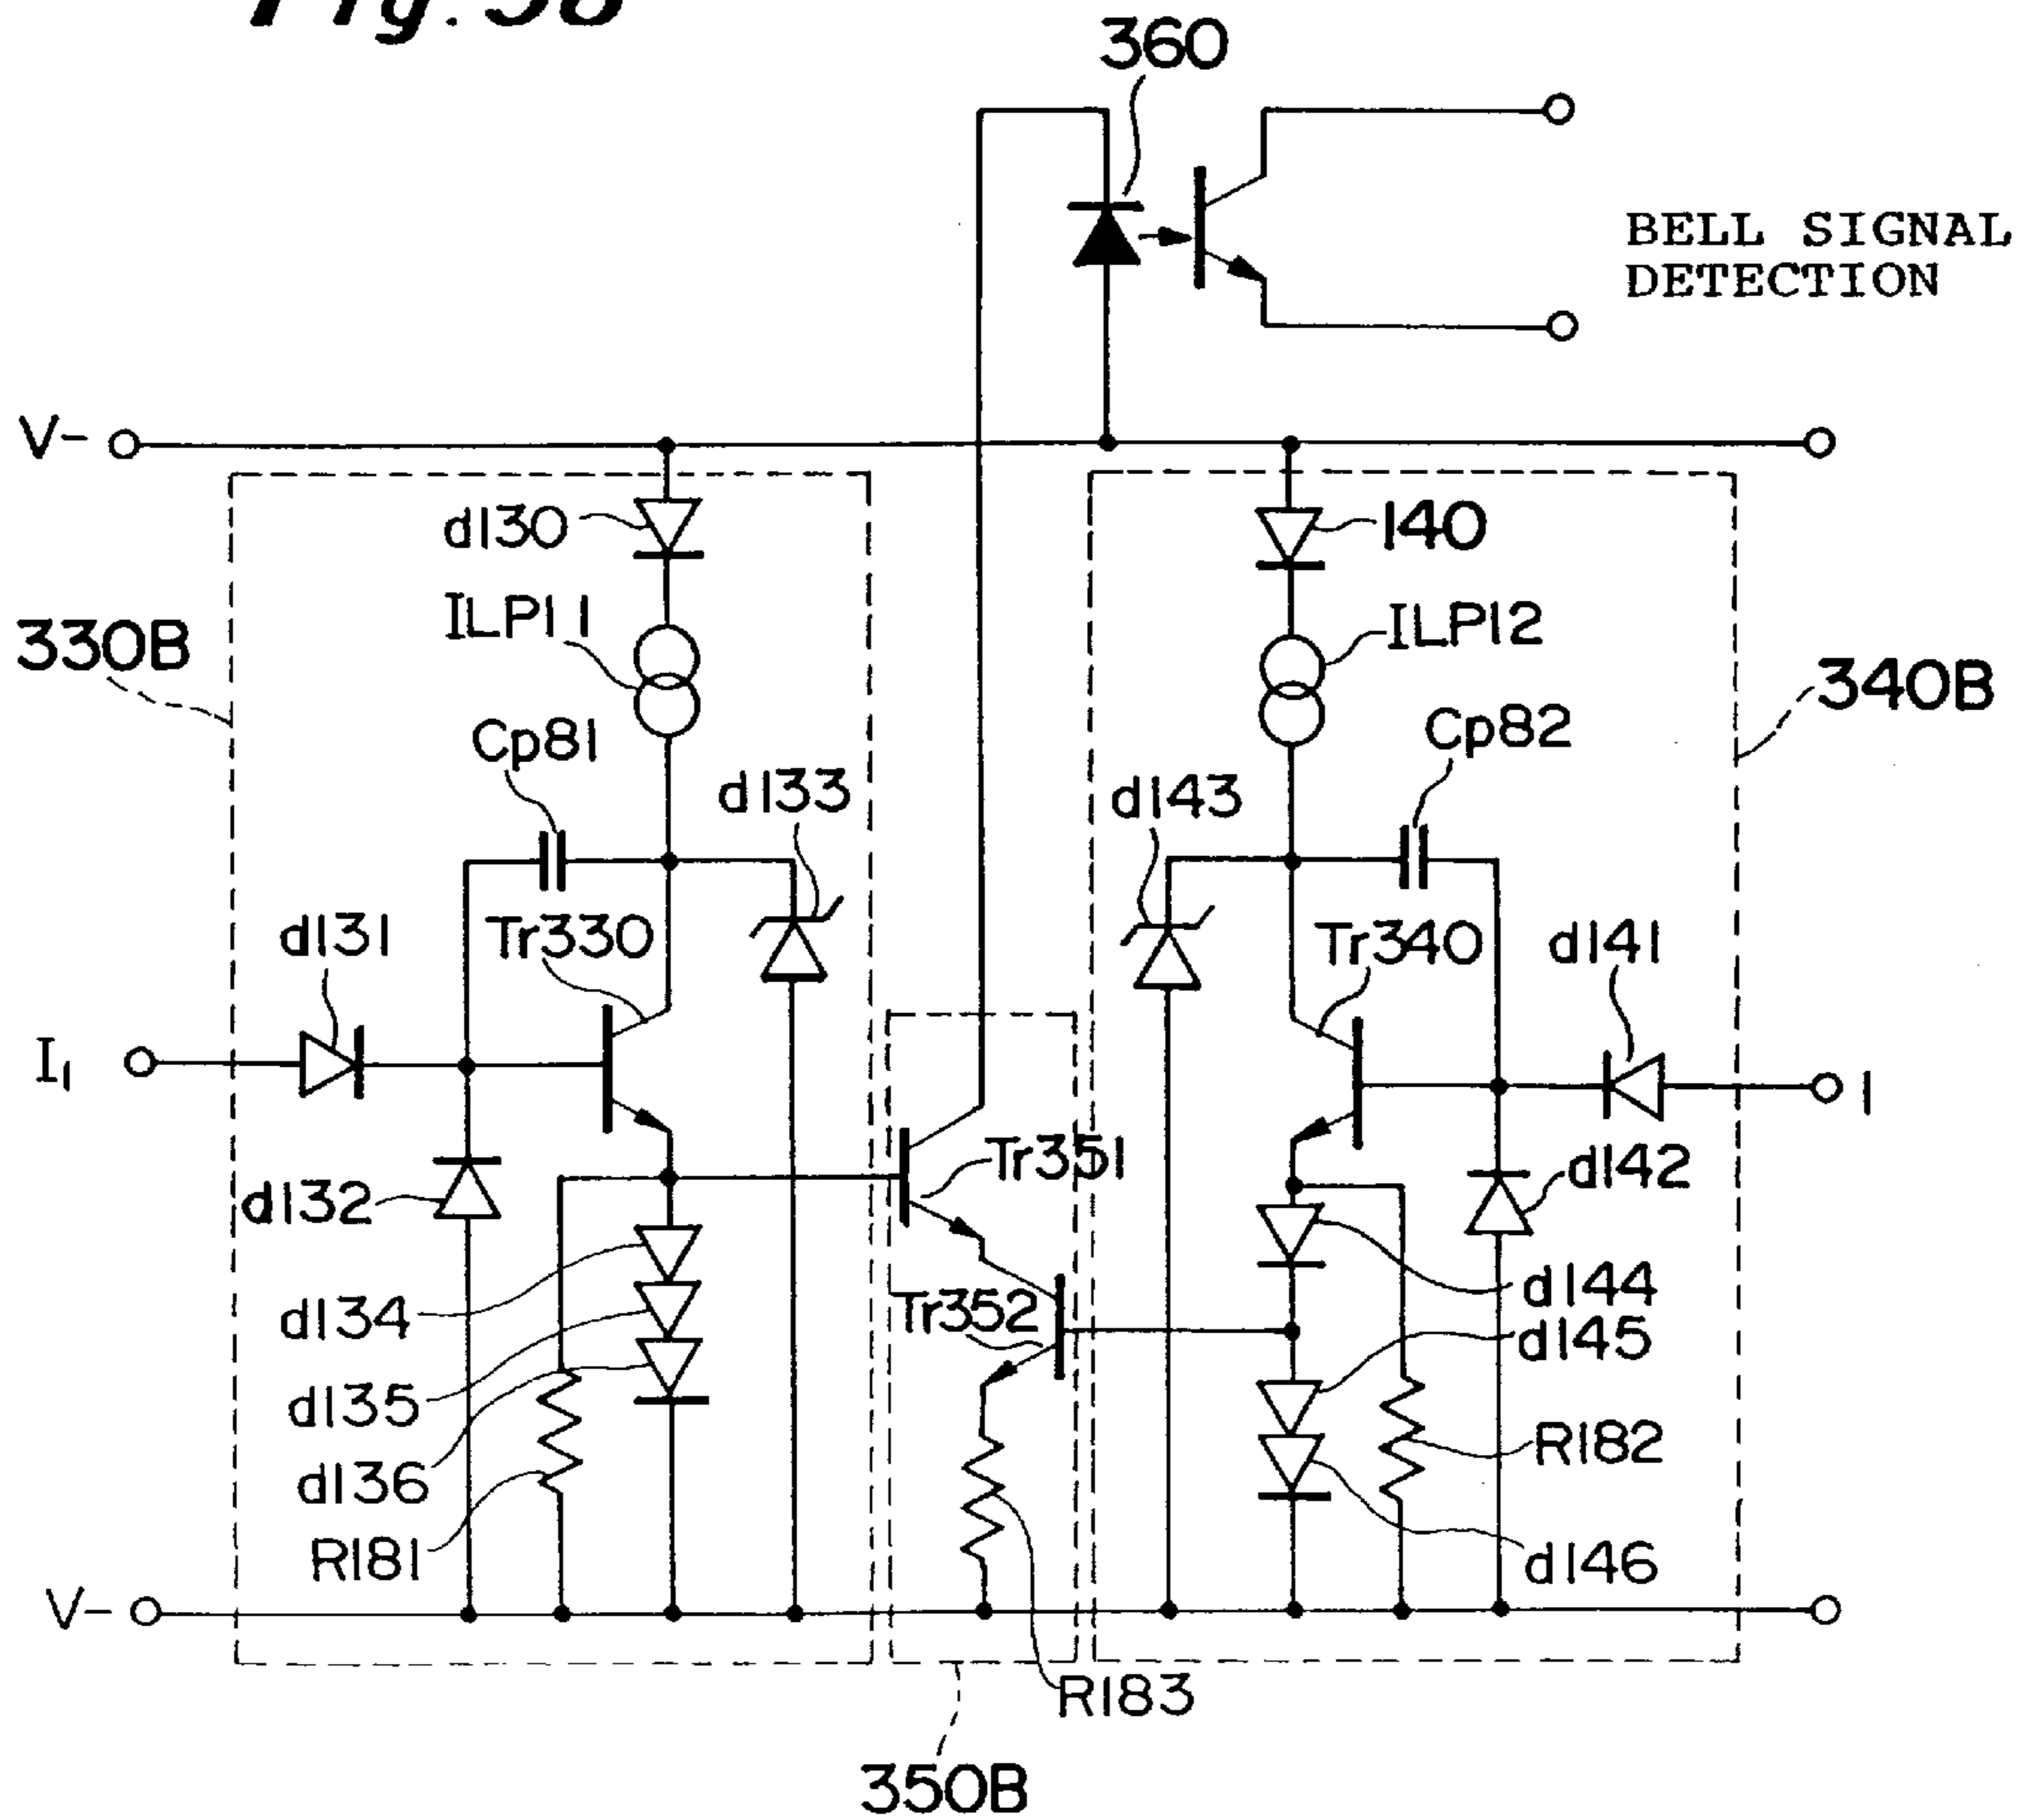 360
BELL SIGNAL
DETECTION
V-
d130
140
ILP11
ILP12
330B
340B
Cp81
Cp82
d133
d143
d131
Tr330
Tr340
d141
I₁
1
Tr351
d132
d142
d134
Tr352
d144
d145
d135
R182
d136
R181
d146
V-
R183
350B